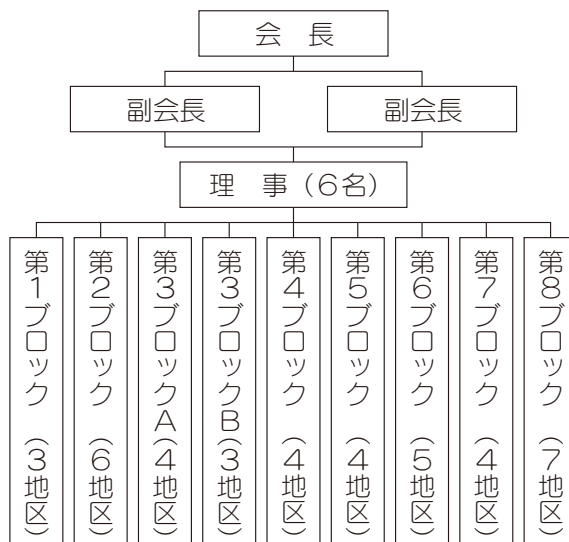 会 長
副会長
副会長
理 事（6名）
第1ブロック （3地区）
第2ブロック （6地区）
第3ブロックA（4地区）
第3ブロックB（3地区）
第4ブロック （4地区）
第5ブロック （4地区）
第6ブロック （5地区）
第7ブロック （4地区）
第8ブロック （7地区）